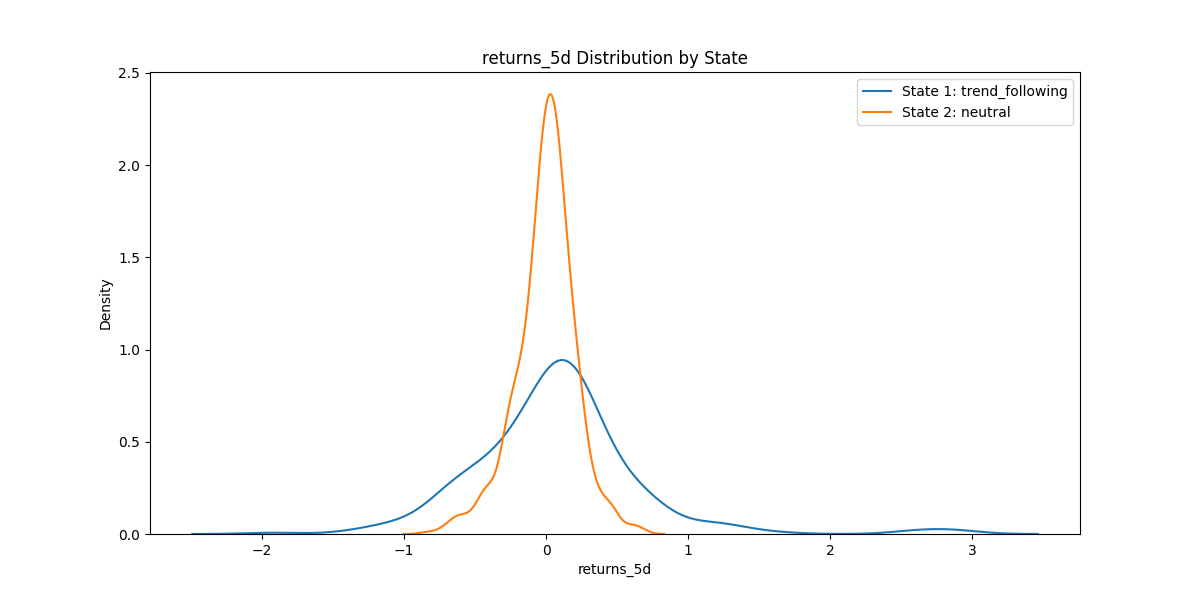 returns_5d Distribution by State
State 1: trend_following
State 2: neutral
Density
2.5
2.0
1.5
1.0
0.5
0.0
−2
−1
0
1
2
3
returns_5d